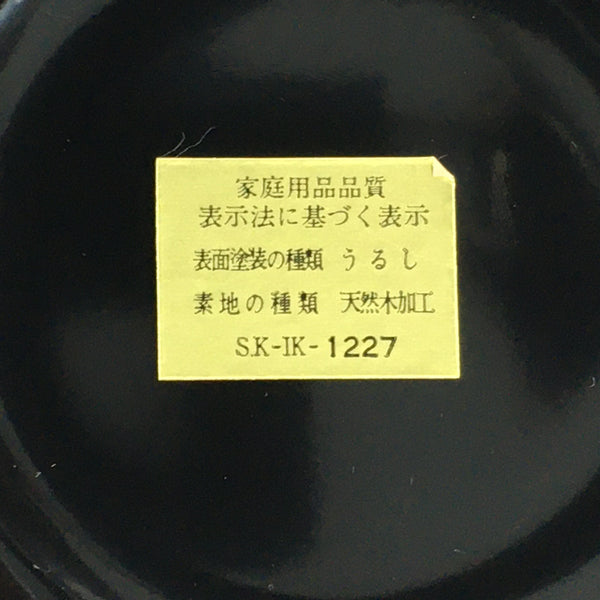 家庭用品品質
表示法に基づく表示
表面塗装の種類 うるし
素地の種類 天然木加工
S.K-IK-1227